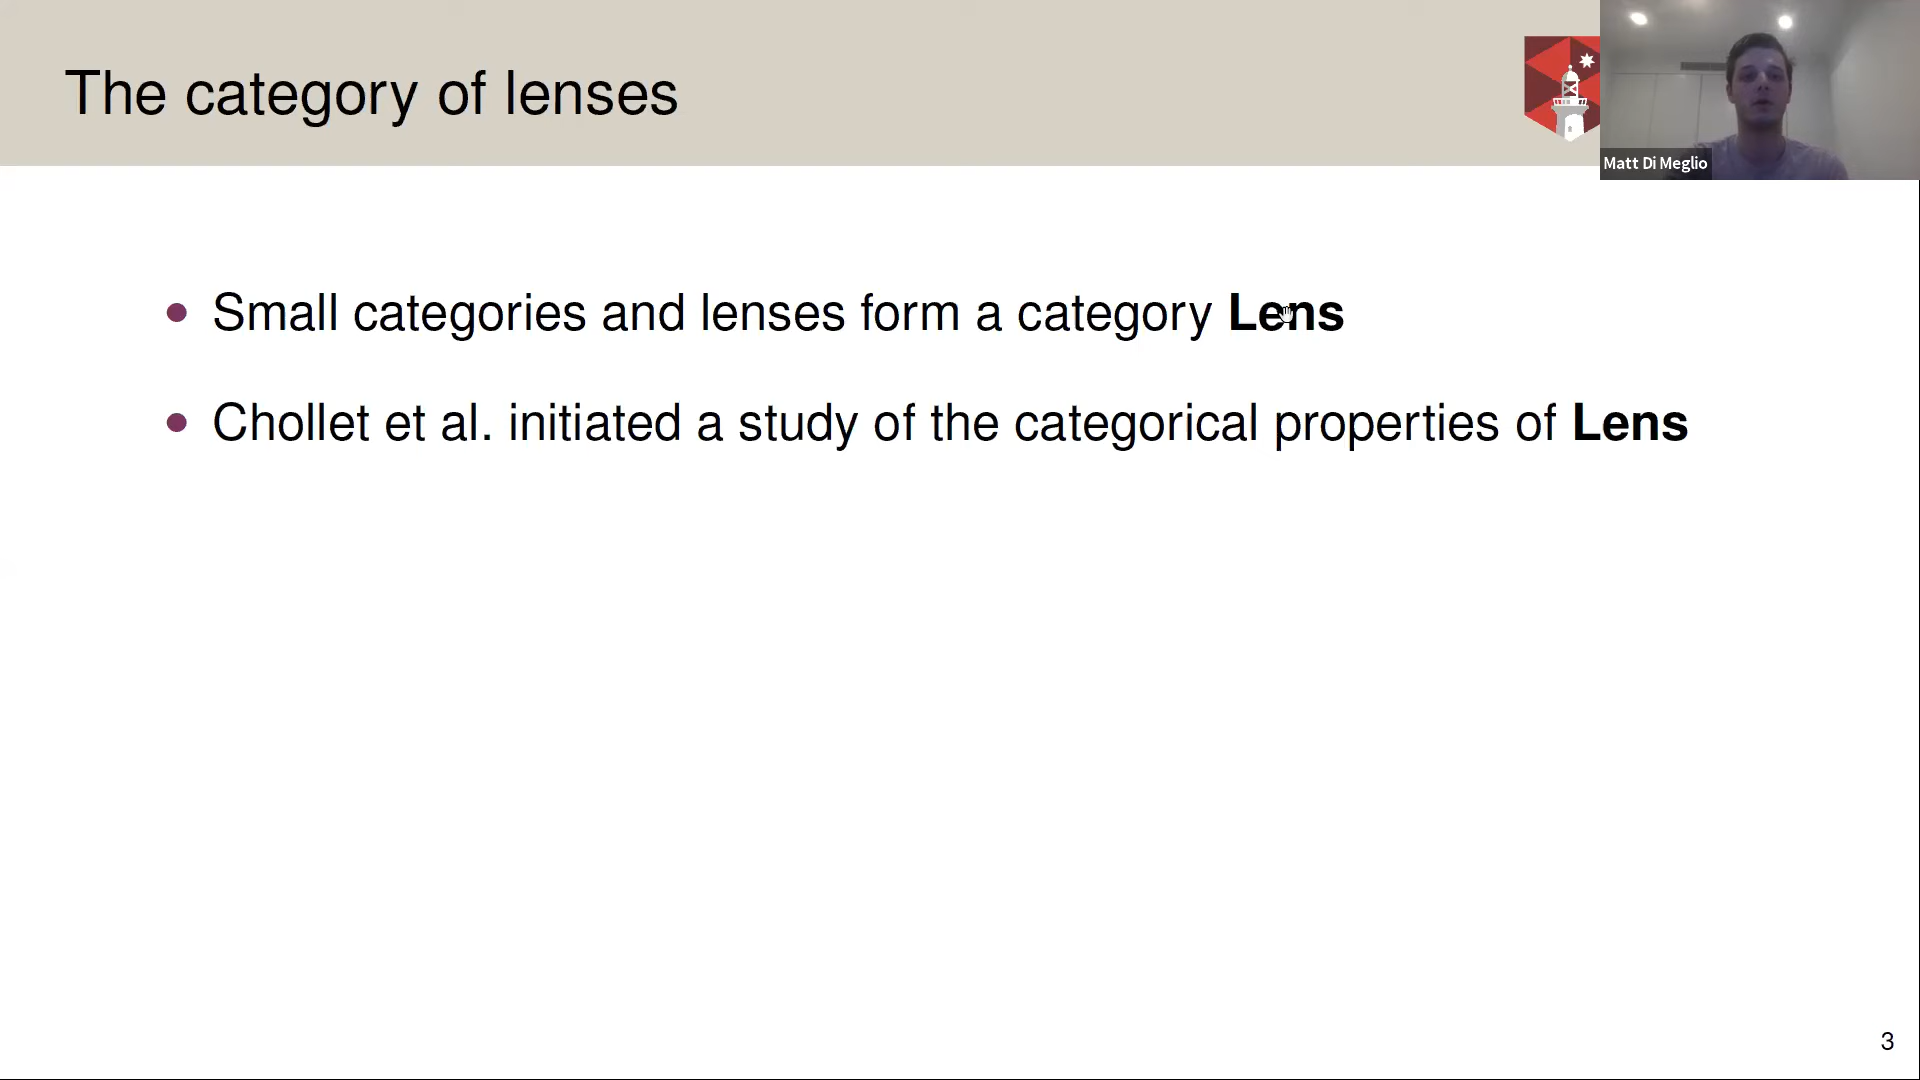 The category of lenses
Matt Di Meglio
• Small categories and lenses form a category Lens
• Chollet et al. initiated a study of the categorical properties of Lens
3